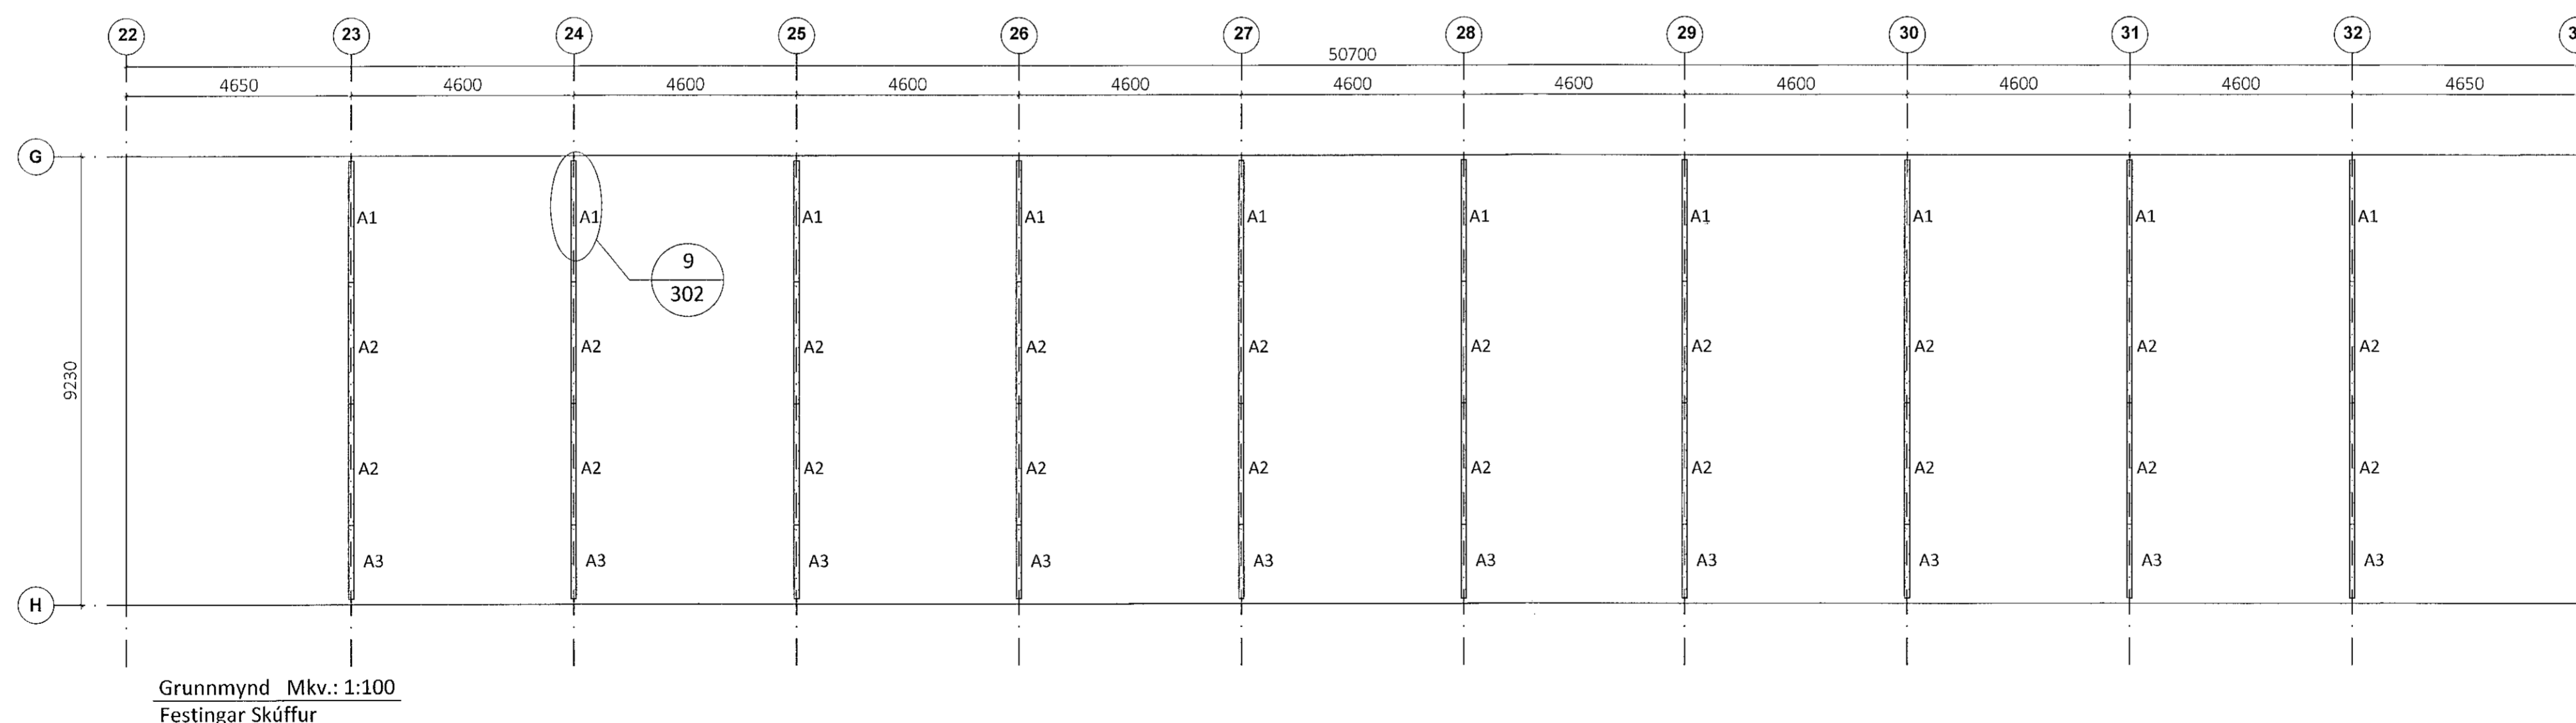 22 23 24 25 26 27 28 29 30 31 32
50700
4650 4600 4600 4600 4600 4600 4600 4600 4600 4600 4650
G
A1 A1 A1 A1 A1 A1 A1 A1 A1 A1
9
302
A2 A2 A2 A2 A2 A2 A2 A2 A2 A2
9230
A2 A2 A2 A2 A2 A2 A2 A2 A2 A2
A3 A3 A3 A3 A3 A3 A3 A3 A3 A3
H
Grunnmynd Mkv.: 1:100
Festingar Skúffur